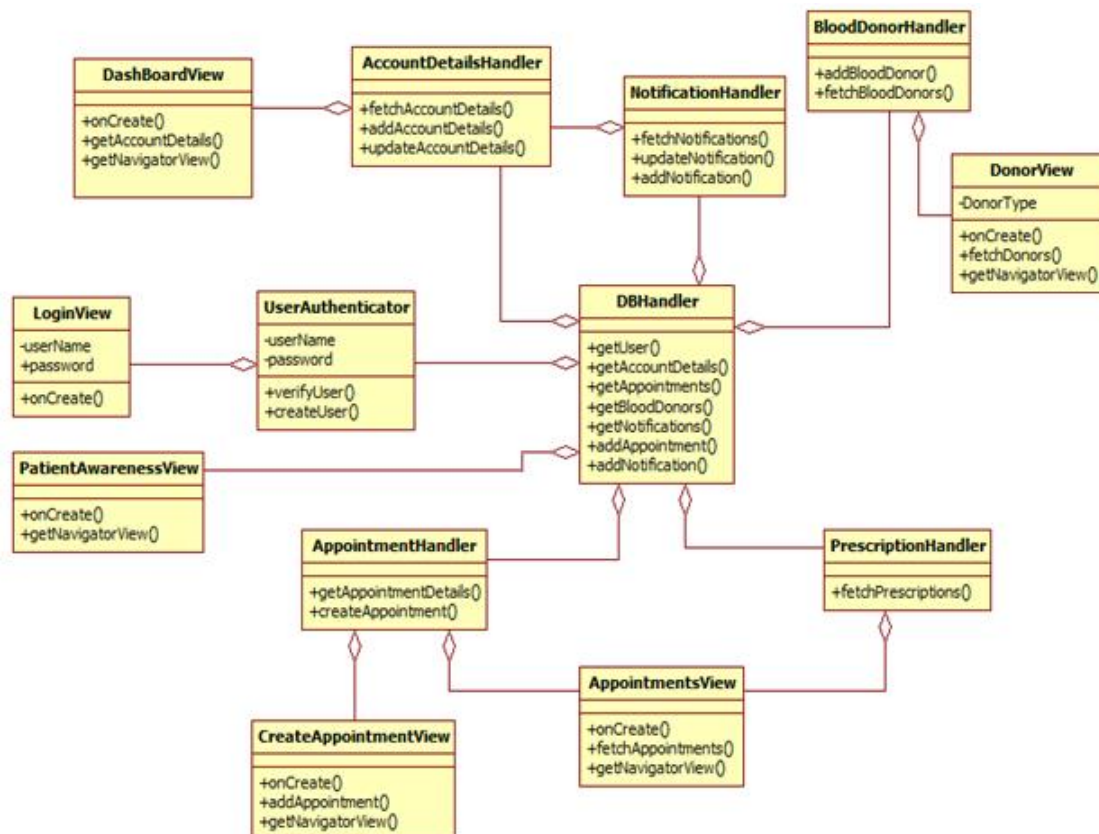 DashBoardView
+onCreate()
+getAccountDetails()
+getNavigatorView()
AccountDetailsHandler
+fetchAccountDetails()
+addAccountDetails()
+updateAccountDetails()
NotificationHandler
+fetchNotifications()
+updateNotification()
+addNotification()
BloodDonorHandler
+addBloodDonor()
+fetchBloodDonors()
DonorView
-DonorType
+onCreate()
+fetchDonors()
+getNavigatorView()
LoginView
-userName
+password
+onCreate()
UserAuthenticator
-userName
-password
+verifyUser()
+createUser()
DBHandler
+getUser()
+getAccountDetails()
+getAppointments()
+getBloodDonors()
+getNotifications()
+addAppointment()
+addNotification()
PatientAwarenessView
+onCreate()
+getNavigatorView()
AppointmentHandler
+getAppointmentDetails()
+createAppointment()
PrescriptionHandler
+fetchPrescriptions()
AppointmentsView
+onCreate()
+fetchAppointments()
+getNavigatorView()
CreateAppointmentView
+onCreate()
+addAppointment()
+getNavigatorView()